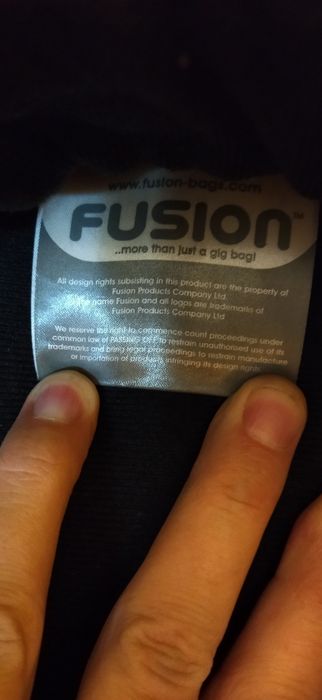 www.fusion-bags.com
FUSION™
...more than just a gig bag!
All design rights subsisting in this product are the property of
Fusion Products Company Ltd.
The name Fusion and all logos are trademarks of
Fusion Products Company Ltd
We reserve the right to commence count proceedings under
common law of PASSING OFF to restrain unauthorised use of its
trademarks and bring legal proceedings to restrain manufacture
or importation of products infringing its design rights.